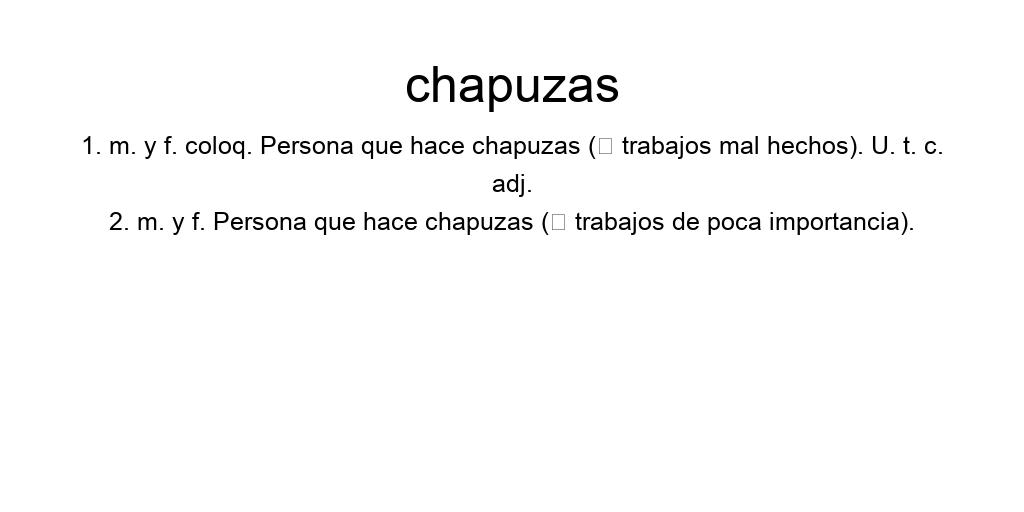 chapuzas
1. m. y f. coloq. Persona que hace chapuzas (▯ trabajos mal hechos). U. t. c.
adj.
2. m. y f. Persona que hace chapuzas (▯ trabajos de poca importancia).